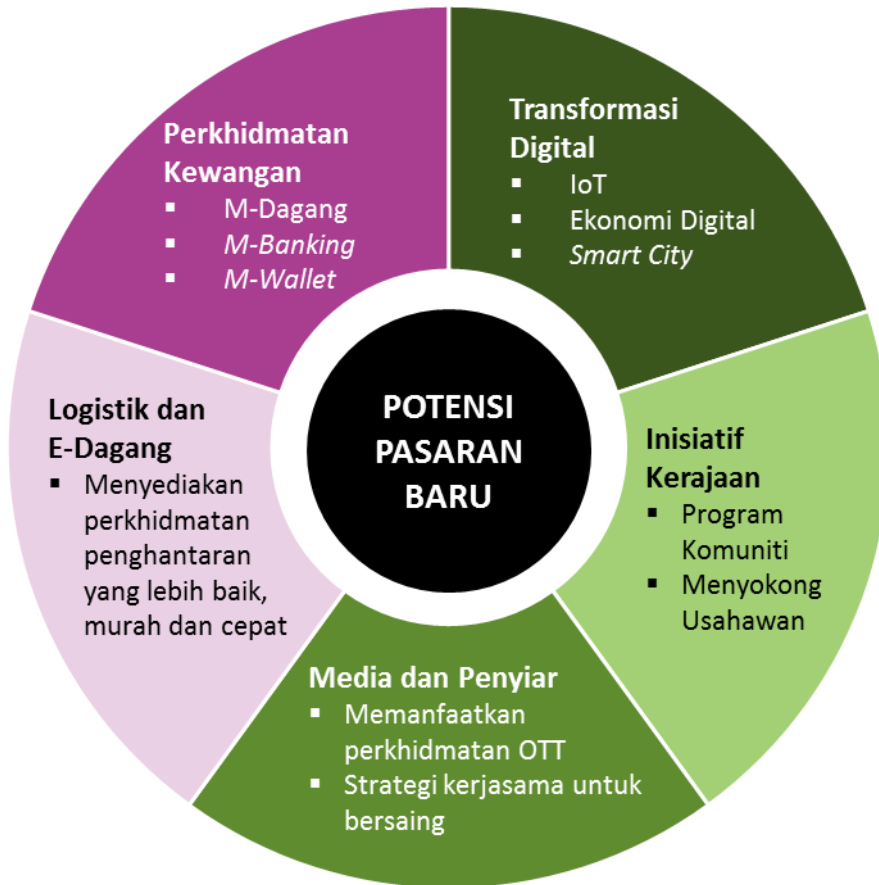 POTENSI
PASARAN
BARU
Transformasi
Digital
▪ IoT
▪ Ekonomi Digital
▪ Smart City
Inisiatif
Kerajaan
▪ Program
Komuniti
▪ Menyokong
Usahawan
Media dan Penyiar
▪ Memanfaatkan
perkhidmatan OTT
▪ Strategi kerjasama untuk
bersaing
Logistik dan
E-Dagang
▪ Menyediakan
perkhidmatan
penghantaran
yang lebih baik,
murah dan cepat
Perkhidmatan
Kewangan
▪ M-Dagang
▪ M-Banking
▪ M-Wallet